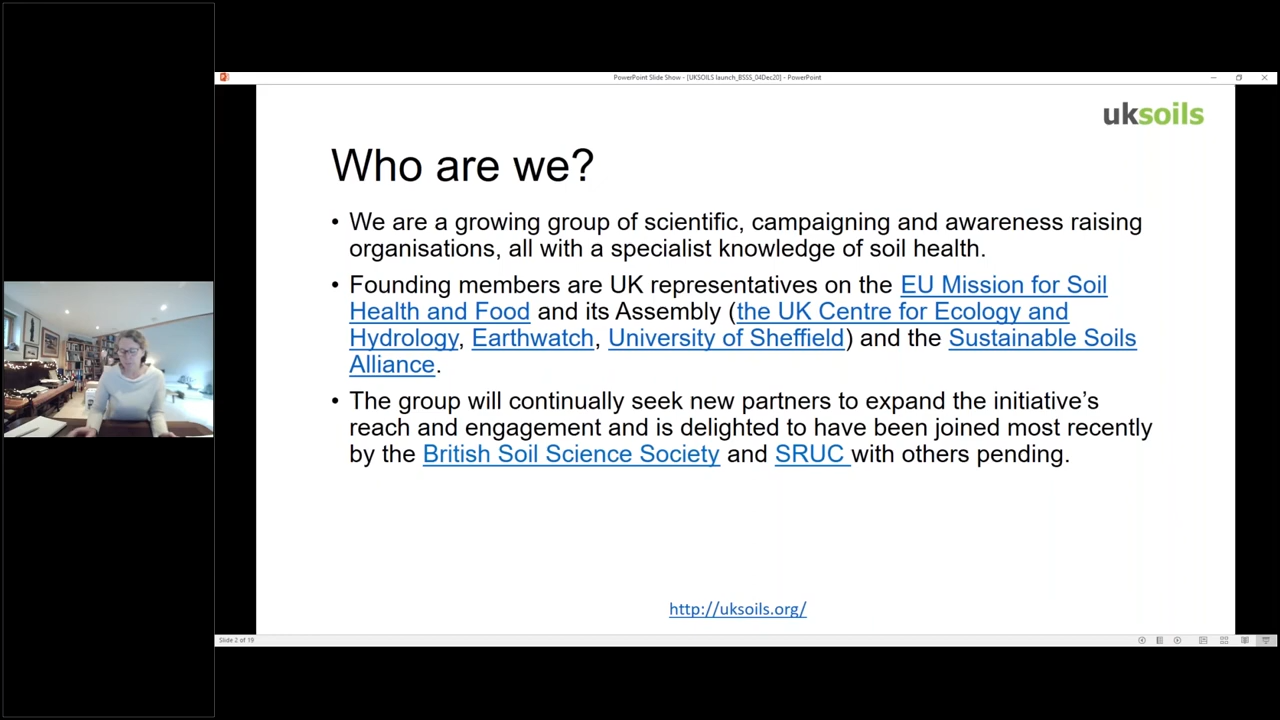 PowerPoint Slide Show - [UKSOILS launch_BSSS_04Dec20] - PowerPoint
uksoils
Who are we?
• We are a growing group of scientific, campaigning and awareness raising
organisations, all with a specialist knowledge of soil health.
• Founding members are UK representatives on the EU Mission for Soil
Health and Food and its Assembly (the UK Centre for Ecology and
Hydrology, Earthwatch, University of Sheffield) and the Sustainable Soils
Alliance.
• The group will continually seek new partners to expand the initiative’s
reach and engagement and is delighted to have been joined most recently
by the British Soil Science Society and SRUC with others pending.
http://uksoils.org/
Slide 2 of 19